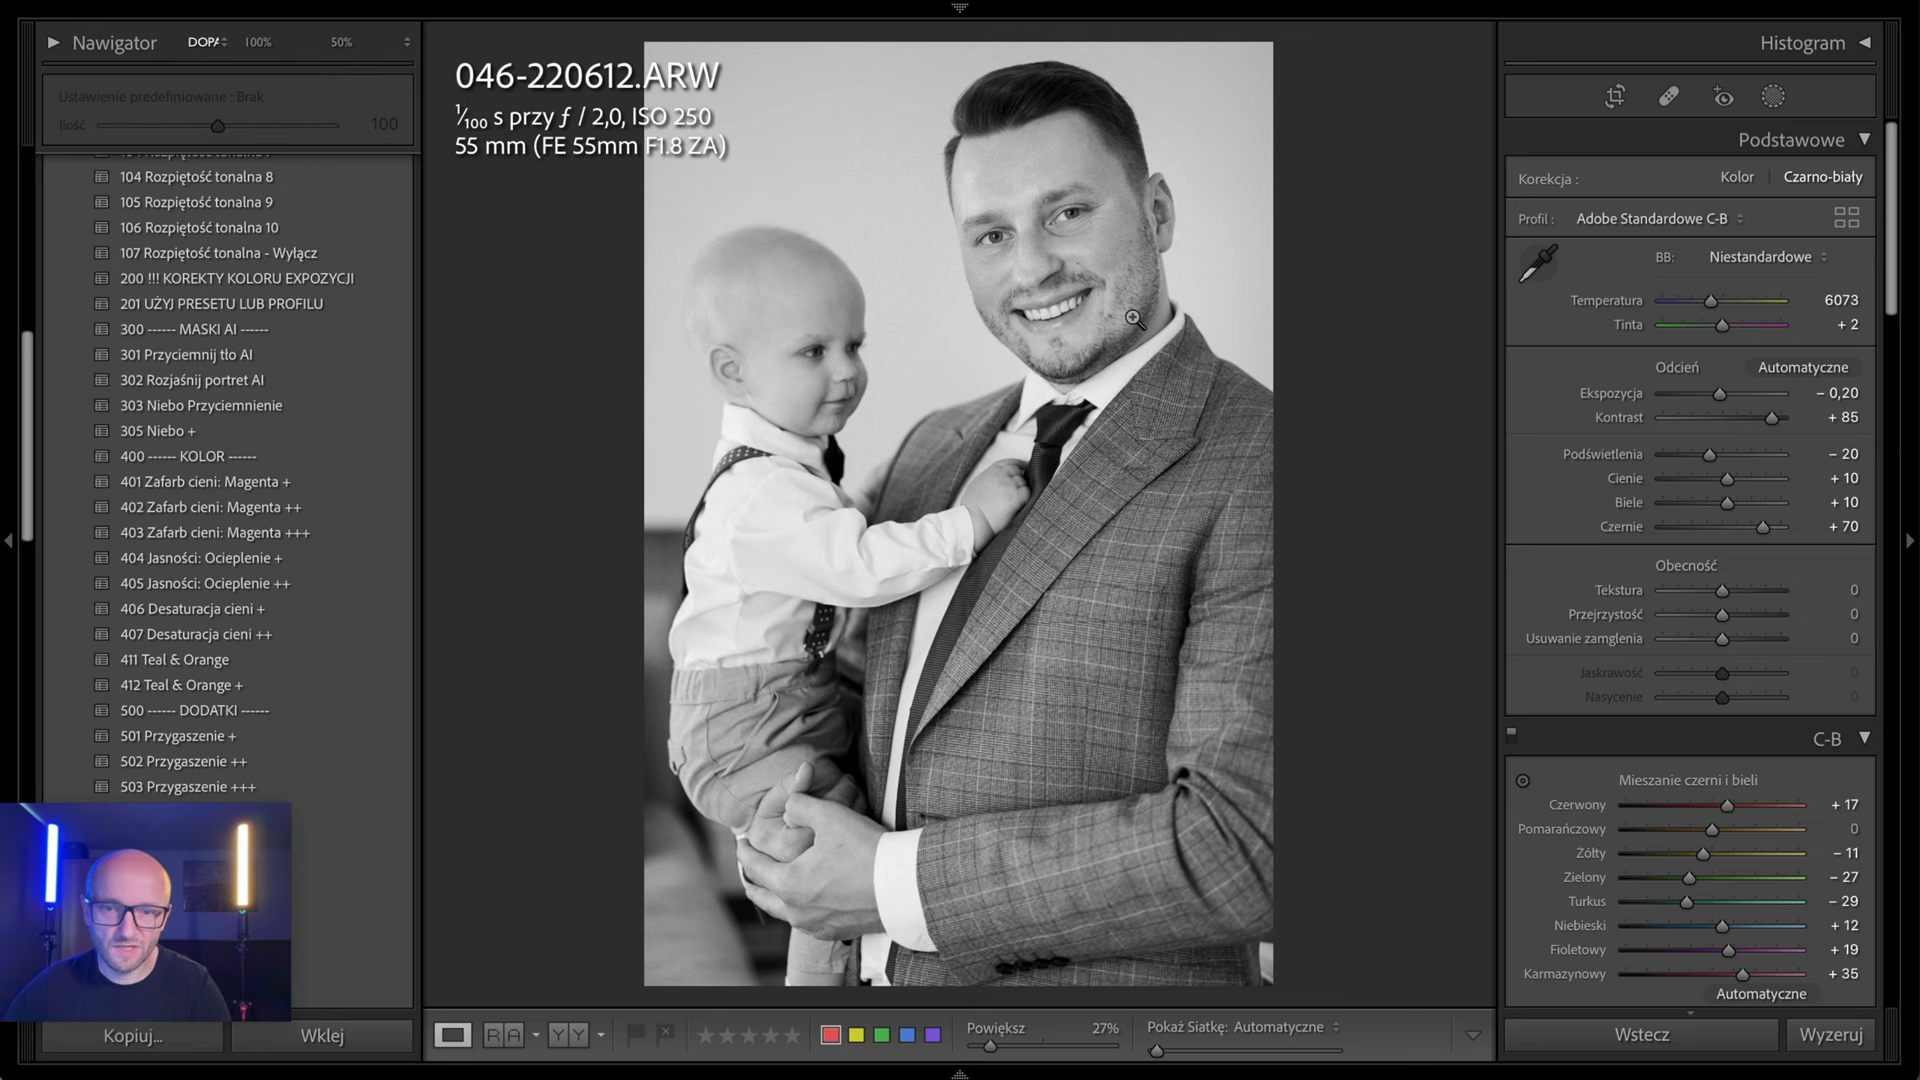 Nawigator DOPA 100% 50%
Ustawienie predefiniowane : Brak
Ilość 100
104 Rozpiętość tonalna 8
105 Rozpiętość tonalna 9
106 Rozpiętość tonalna 10
107 Rozpiętość tonalna - Wyłącz
200 !!! KOREKTY KOLORU EKSPOZYCJI
201 UŻYJ PRESETU LUB PROFILU
300 ------ MASKI AI ------
301 Przyciemnij tło AI
302 Rozjaśnij portret AI
303 Niebo Przyciemnienie
305 Niebo +
400 ------ KOLOR ------
401 Zafarb cieni: Magenta +
402 Zafarb cieni: Magenta ++
403 Zafarb cieni: Magenta +++
404 Jasności: Ocieplenie +
405 Jasności: Ocieplenie ++
406 Desaturacja cieni +
407 Desaturacja cieni ++
411 Teal & Orange
412 Teal & Orange +
500 ------ DODATKI ------
501 Przygaszenie +
502 Przygaszenie ++
503 Przygaszenie +++
Kopiuj... Wklej
046-220612.ARW
1/100 s przy ƒ / 2,0, ISO 250
55 mm (FE 55mm F1.8 ZA)
R A Y Y
Powiększ 27%
Pokaż Siatkę: Automatyczne
Histogram
Podstawowe
Korekcja : Kolor | Czarno-biały
Profil : Adobe Standardowe C-B
BB: Niestandardowe
Temperatura 6073
Tinta + 2
Odcień Automatyczne
Ekspozycja – 0,20
Kontrast + 85
Podświetlenia – 20
Cienie + 10
Biele + 10
Czernie + 70
Obecność
Tekstura 0
Przejrzystość 0
Usuwanie zamglenia 0
Jaskrawość 0
Nasycenie 0
C-B
Mieszanie czerni i bieli
Czerwony + 17
Pomarańczowy 0
Żółty – 11
Zielony – 27
Turkus – 29
Niebieski + 12
Fioletowy + 19
Karmazynowy + 35
Automatyczne
Wstecz Wyzeruj